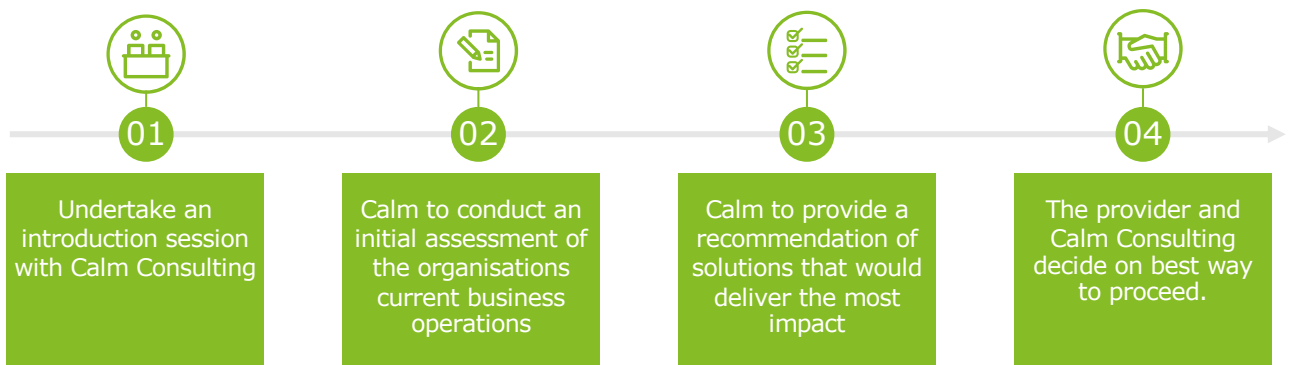 01
Undertake an
introduction session
with Calm Consulting
02
Calm to conduct an
initial assessment of
the organisations
current business
operations
03
Calm to provide a
recommendation of
solutions that would
deliver the most
impact
04
The provider and
Calm Consulting
decide on best way
to proceed.